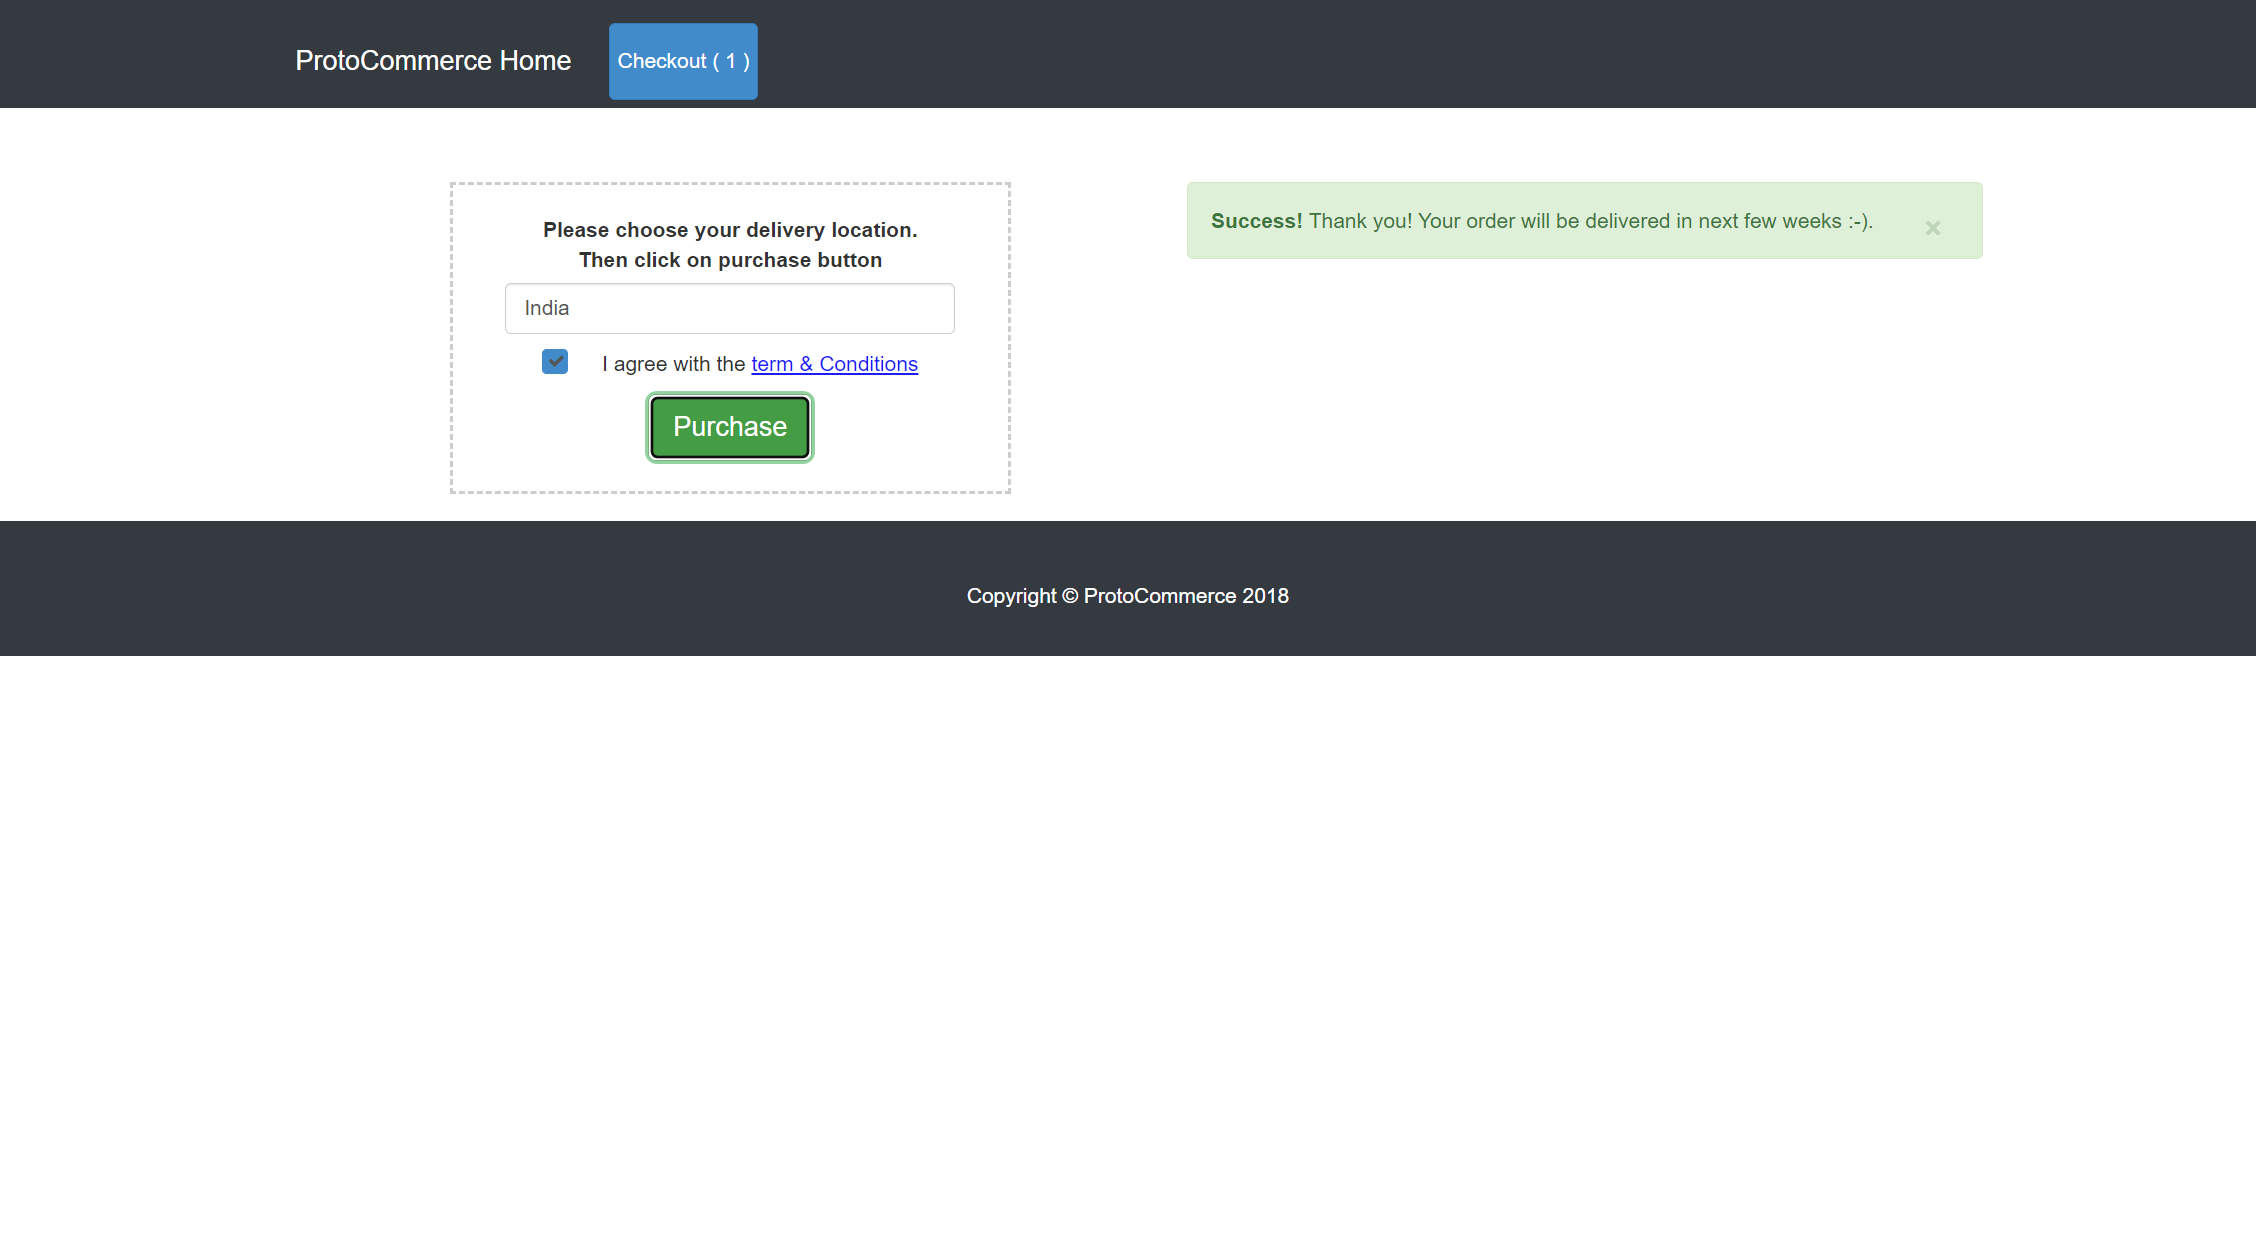 ProtoCommerce Home
Checkout ( 1 )
Please choose your delivery location.
Then click on purchase button
India
I agree with the term & Conditions
Purchase
Success! Thank you! Your order will be delivered in next few weeks :-).
×
Copyright © ProtoCommerce 2018